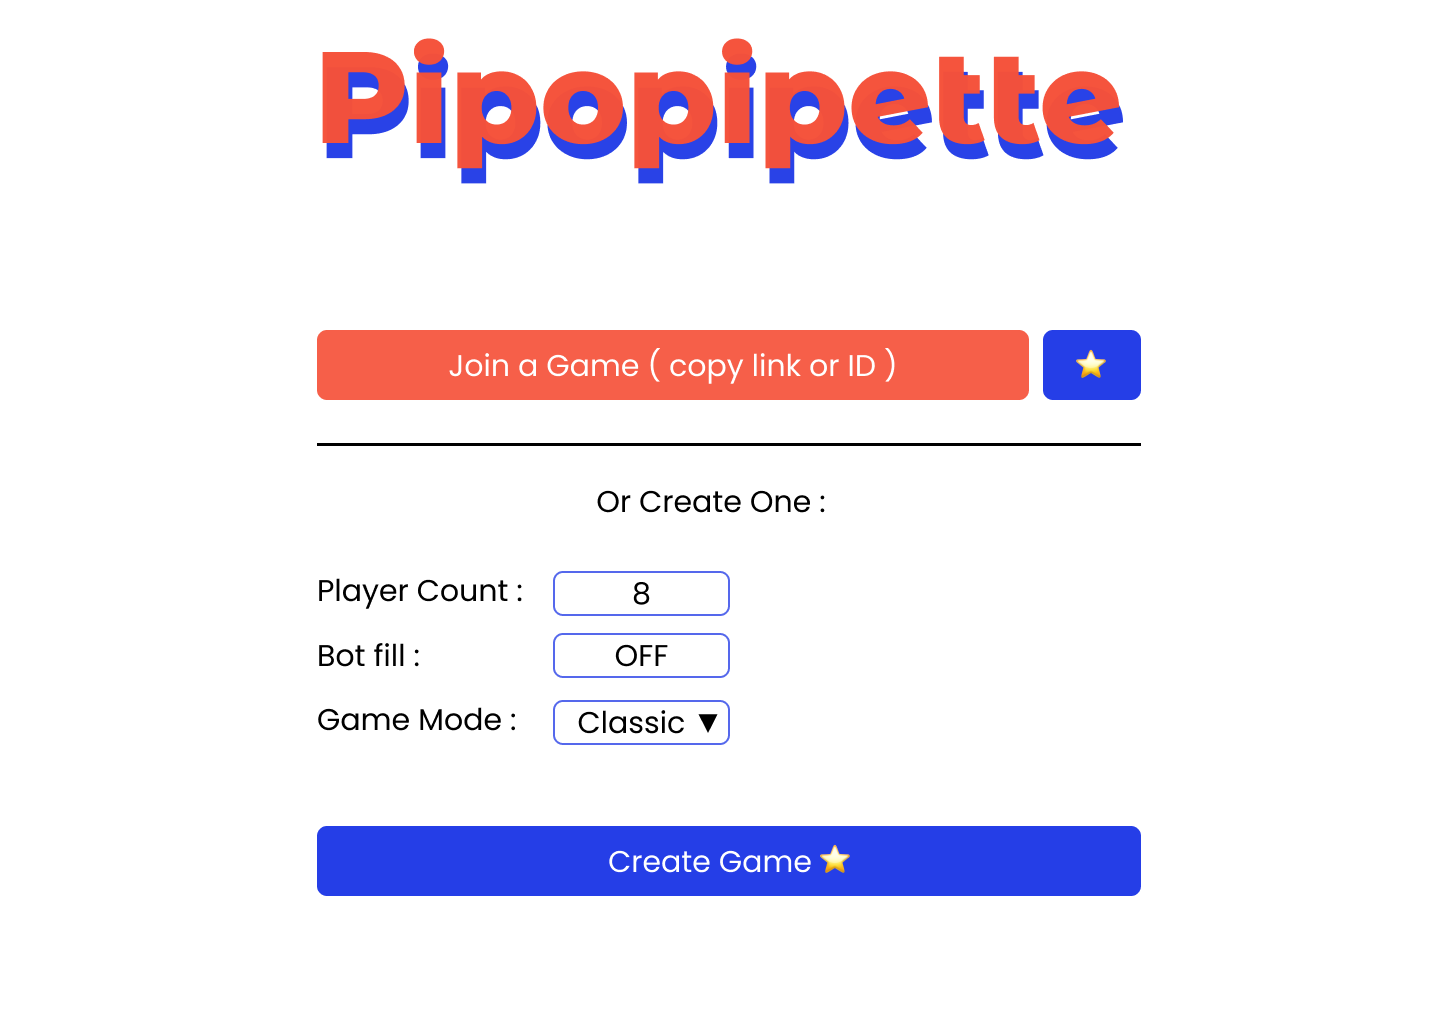 Pipopipette
Join a Game ( copy link or ID ) ⭐
Or Create One :
Player Count : 8
Bot fill : OFF
Game Mode : Classic ▼
Create Game ⭐